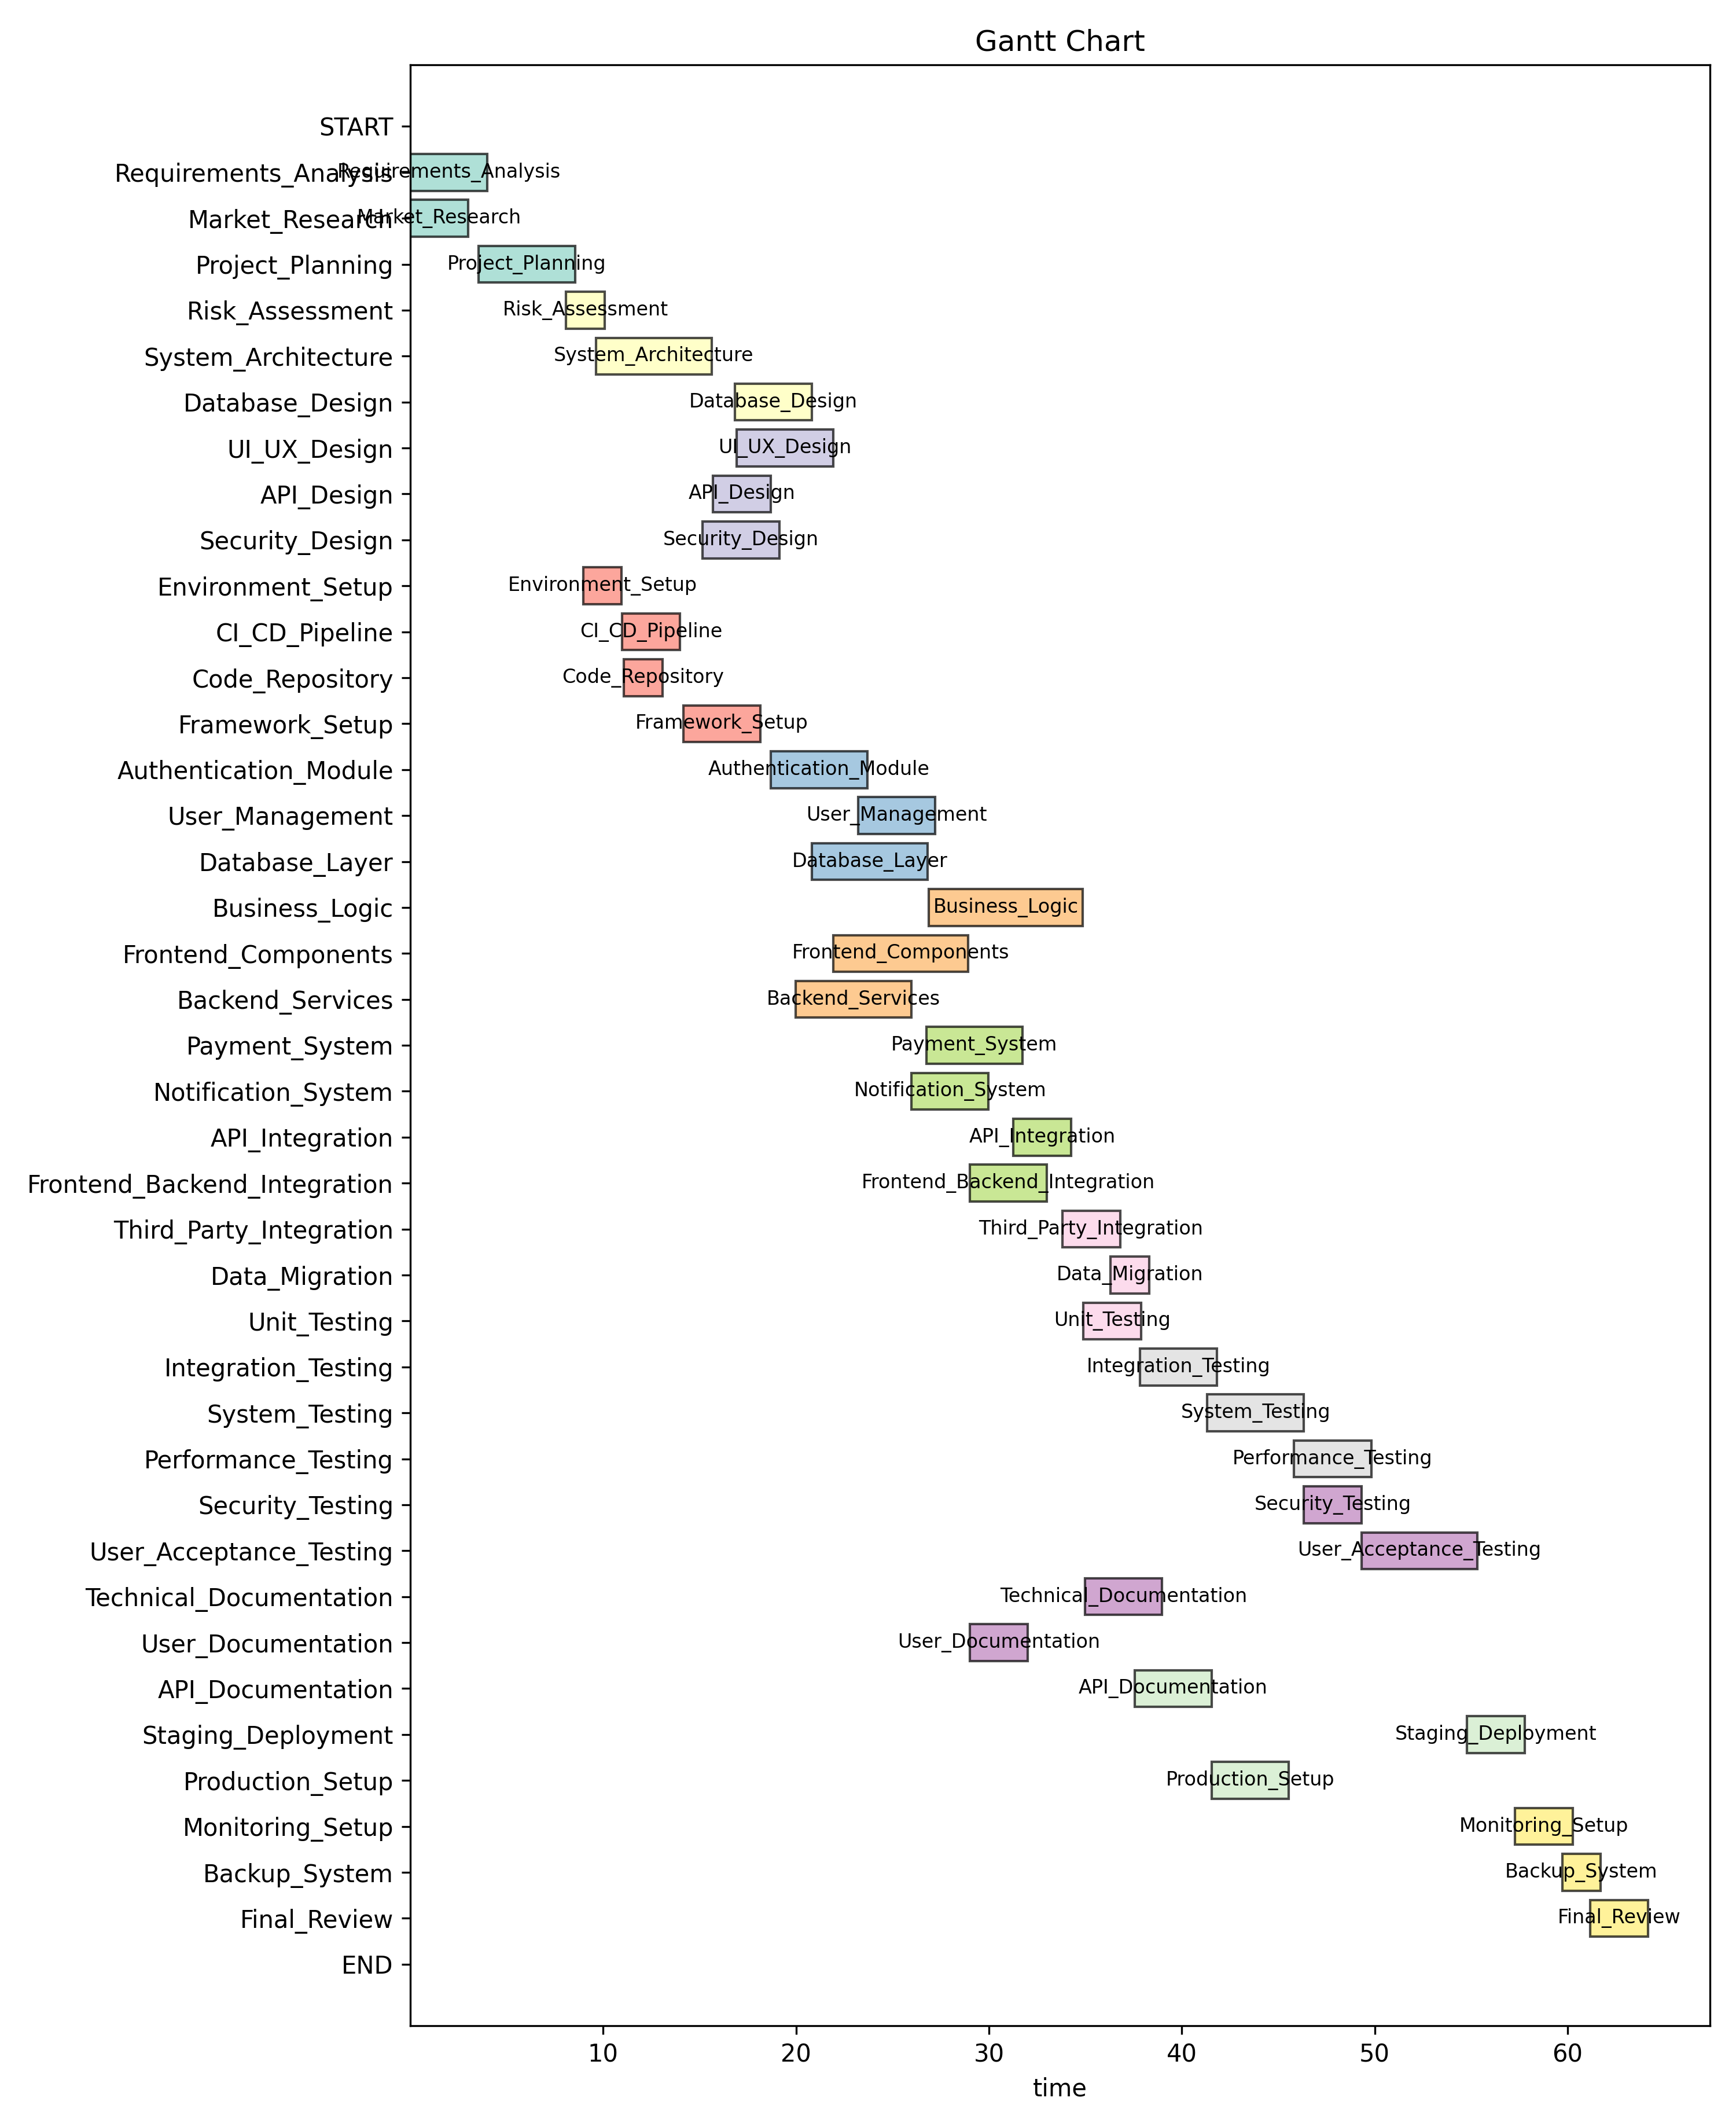 Gantt Chart
START
Requirements_Analysis Requirements_Analysis
Market_Research Market_Research
Project_Planning Project_Planning
Risk_Assessment Risk_Assessment
System_Architecture System_Architecture
Database_Design Database_Design
UI_UX_Design UI_UX_Design
API_Design API_Design
Security_Design Security_Design
Environment_Setup Environment_Setup
CI_CD_Pipeline CI_CD_Pipeline
Code_Repository Code_Repository
Framework_Setup Framework_Setup
Authentication_Module Authentication_Module
User_Management User_Management
Database_Layer Database_Layer
Business_Logic Business_Logic
Frontend_Components Frontend_Components
Backend_Services Backend_Services
Payment_System Payment_System
Notification_System Notification_System
API_Integration API_Integration
Frontend_Backend_Integration Frontend_Backend_Integration
Third_Party_Integration Third_Party_Integration
Data_Migration Data_Migration
Unit_Testing Unit_Testing
Integration_Testing Integration_Testing
System_Testing System_Testing
Performance_Testing Performance_Testing
Security_Testing Security_Testing
User_Acceptance_Testing User_Acceptance_Testing
Technical_Documentation Technical_Documentation
User_Documentation User_Documentation
API_Documentation API_Documentation
Staging_Deployment Staging_Deployment
Production_Setup Production_Setup
Monitoring_Setup Monitoring_Setup
Backup_System Backup_System
Final_Review Final_Review
END
10 20 30 40 50 60
time